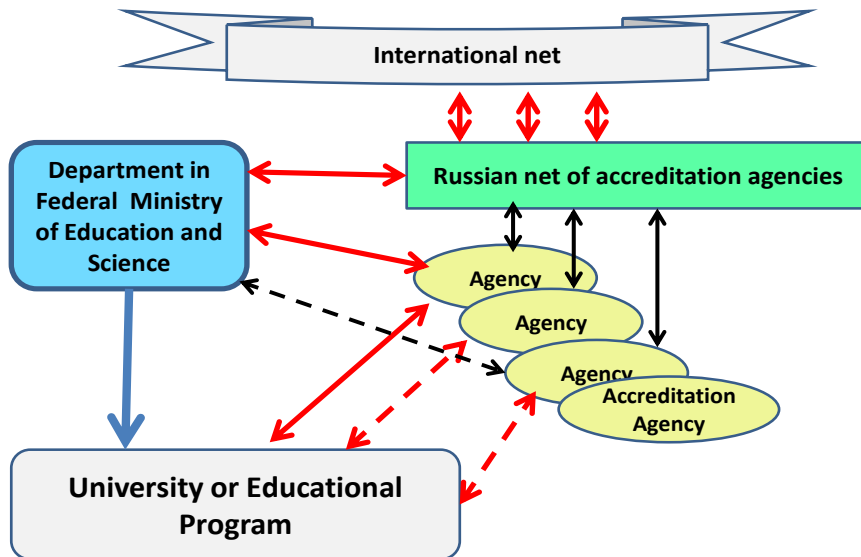 International net
Department in
Federal Ministry
of Education and
Science
Russian net of accreditation agencies
Agency
Agency
Agency
Accreditation
Agency
University or Educational
Program